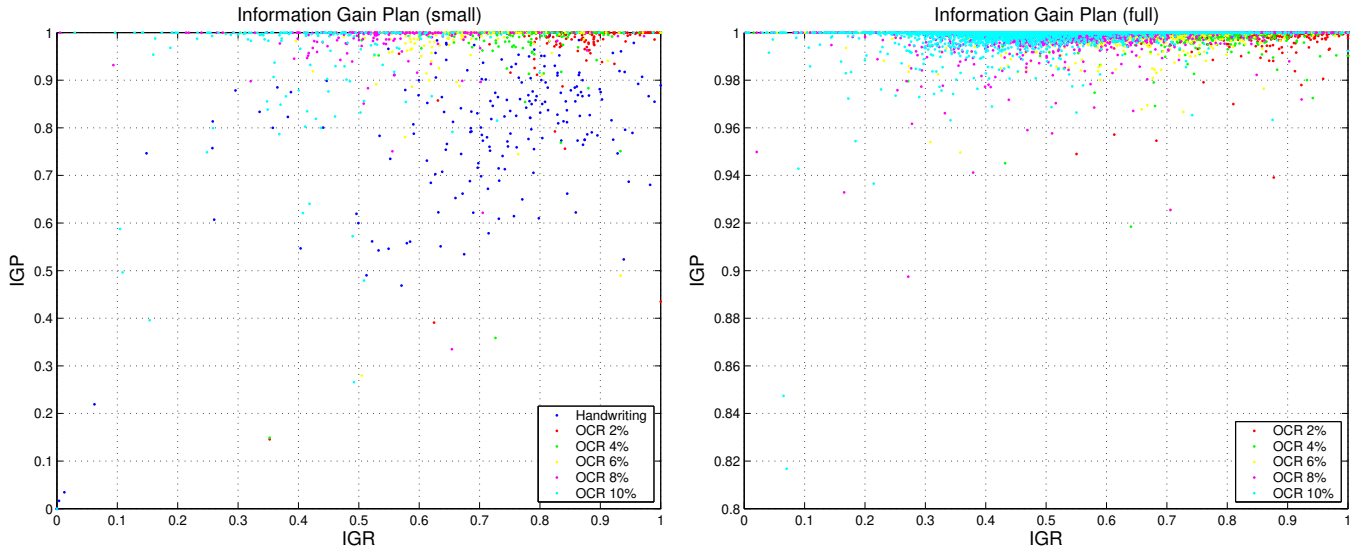 Information Gain Plan (small)
1
0.9
0.8
0.7
0.6
0.5
0.4
0.3
0.2
0.1
0
IGP
Handwriting
OCR 2%
OCR 4%
OCR 6%
OCR 8%
OCR 10%
0 0.1 0.2 0.3 0.4 0.5 0.6 0.7 0.8 0.9 1
IGR
Information Gain Plan (full)
1
0.98
0.96
0.94
0.92
0.9
0.88
0.86
0.84
0.82
0.8
IGP
OCR 2%
OCR 4%
OCR 6%
OCR 8%
OCR 10%
0 0.1 0.2 0.3 0.4 0.5 0.6 0.7 0.8 0.9 1
IGR